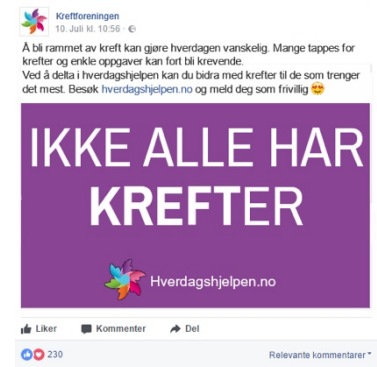 Kreftforeningen
10. Juli kl. 10:56 ·
Å bli rammet av kreft kan gjøre hverdagen vanskelig. Mange tappes for
krefter og enkle oppgaver kan fort bli krevende.
Ved å delta i hverdagshjelpen kan du bidra med krefter til de som trenger
det mest. Besøk hverdagshjelpen.no og meld deg som frivillig 😍
IKKE ALLE HAR
KREFTER
Hverdagshjelpen.no
Liker Kommenter Del
230 Relevante kommentarer